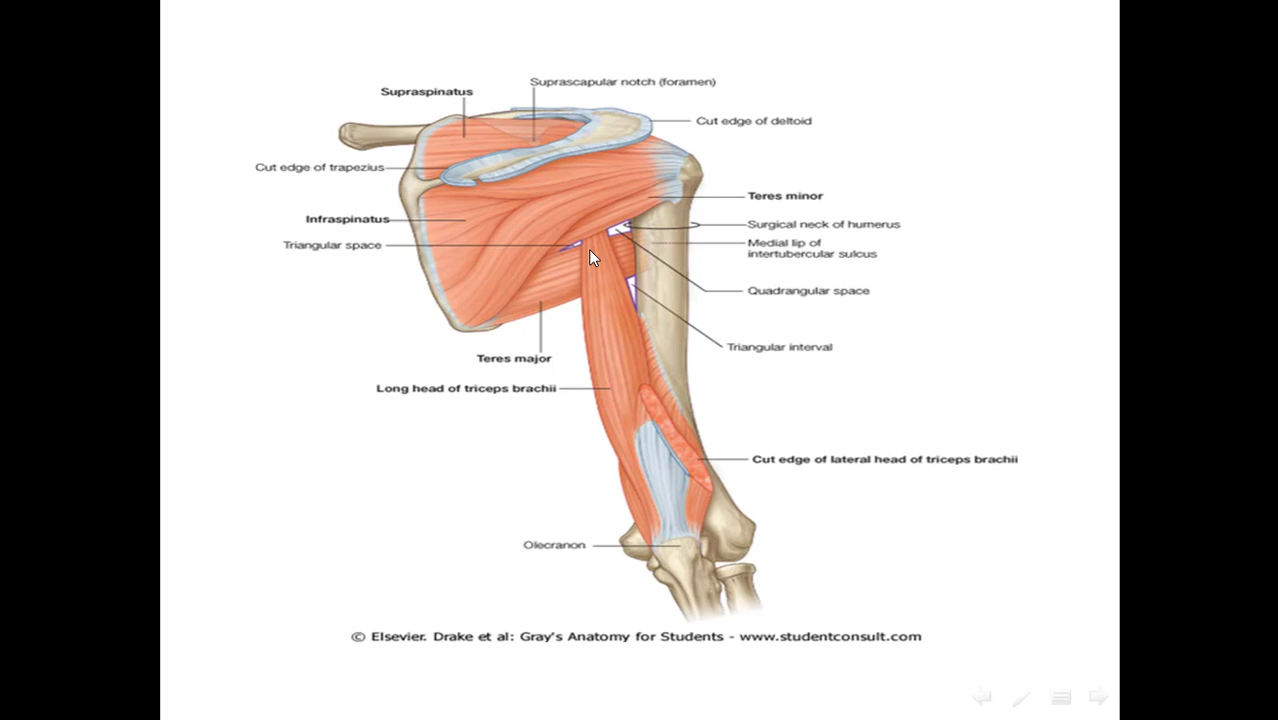 Suprascapular notch (foramen)
Supraspinatus
Cut edge of deltoid
Cut edge of trapezius
Teres minor
Infraspinatus
Surgical neck of humerus
Triangular space
Medial lip of
intertubercular sulcus
Quadrangular space
Triangular interval
Teres major
Long head of triceps brachii
Cut edge of lateral head of triceps brachii
Olecranon
© Elsevier. Drake et al: Gray's Anatomy for Students - www.studentconsult.com